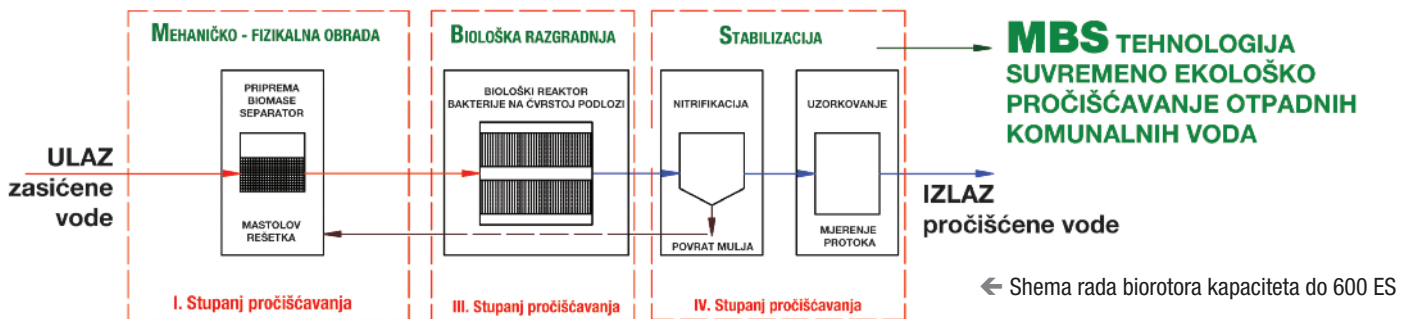 MEHANIČKO - FIZIKALNA OBRADA
BIOLOŠKA RAZGRADNJA
STABILIZACIJA
MBS TEHNOLOGIJA
SUVREMENO EKOLOŠKO
PROČIŠĆAVANJE OTPADNIH
KOMUNALNIH VODA
PRIPREMA
BIOMASE
SEPARATOR
BIOLOŠKI REAKTOR
BAKTERIJE NA ČVRSTOJ PODLOZI
NITRIFIKACIJA
UZORKOVANJE
ULAZ
zasićene
vode
IZLAZ
pročišćene vode
MASTOLOV
REŠETKA
POVRAT MULJA
MJERENJE
PROTOKA
I. Stupanj pročišćavanja
III. Stupanj pročišćavanja
IV. Stupanj pročišćavanja
← Shema rada biorotora kapaciteta do 600 ES